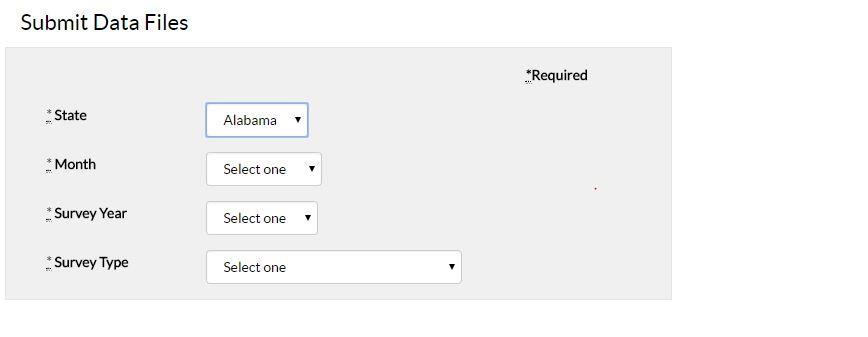 Submit Data Files
*Required
* State
Alabama
* Month
Select one
* Survey Year
Select one
* Survey Type
Select one